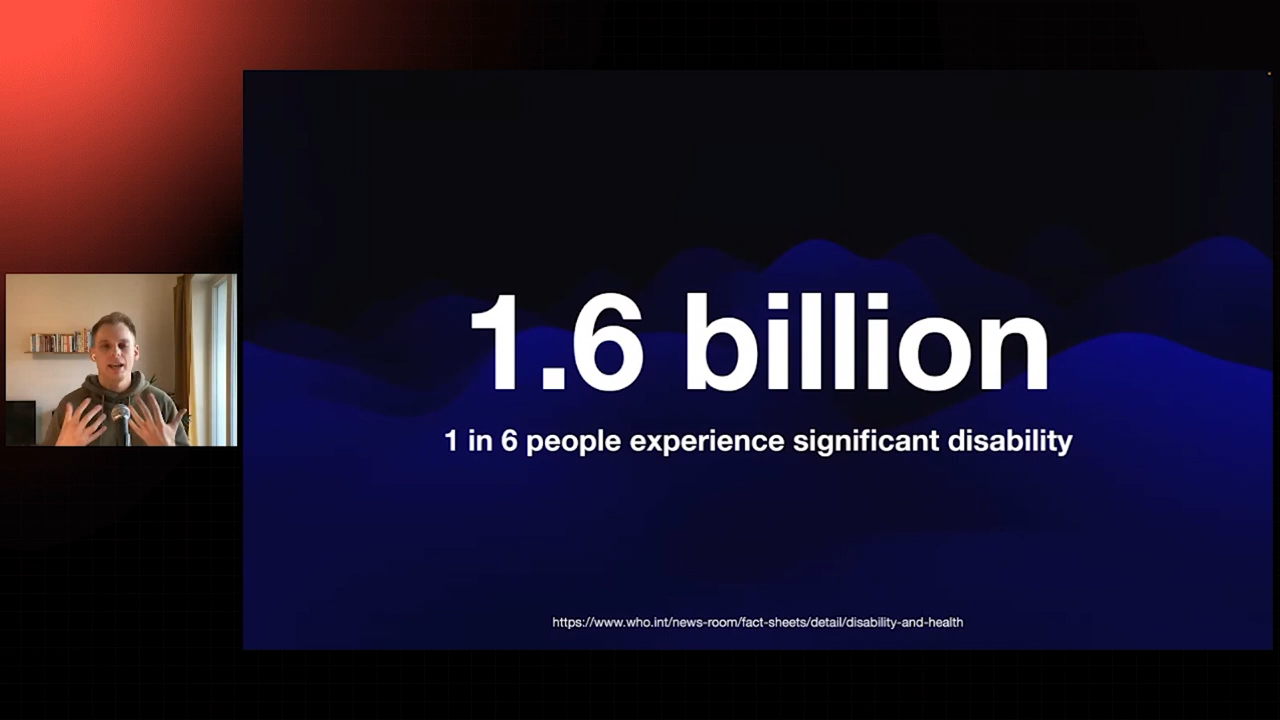 1.6 billion
1 in 6 people experience significant disability
https://www.who.int/news-room/fact-sheets/detail/disability-and-health